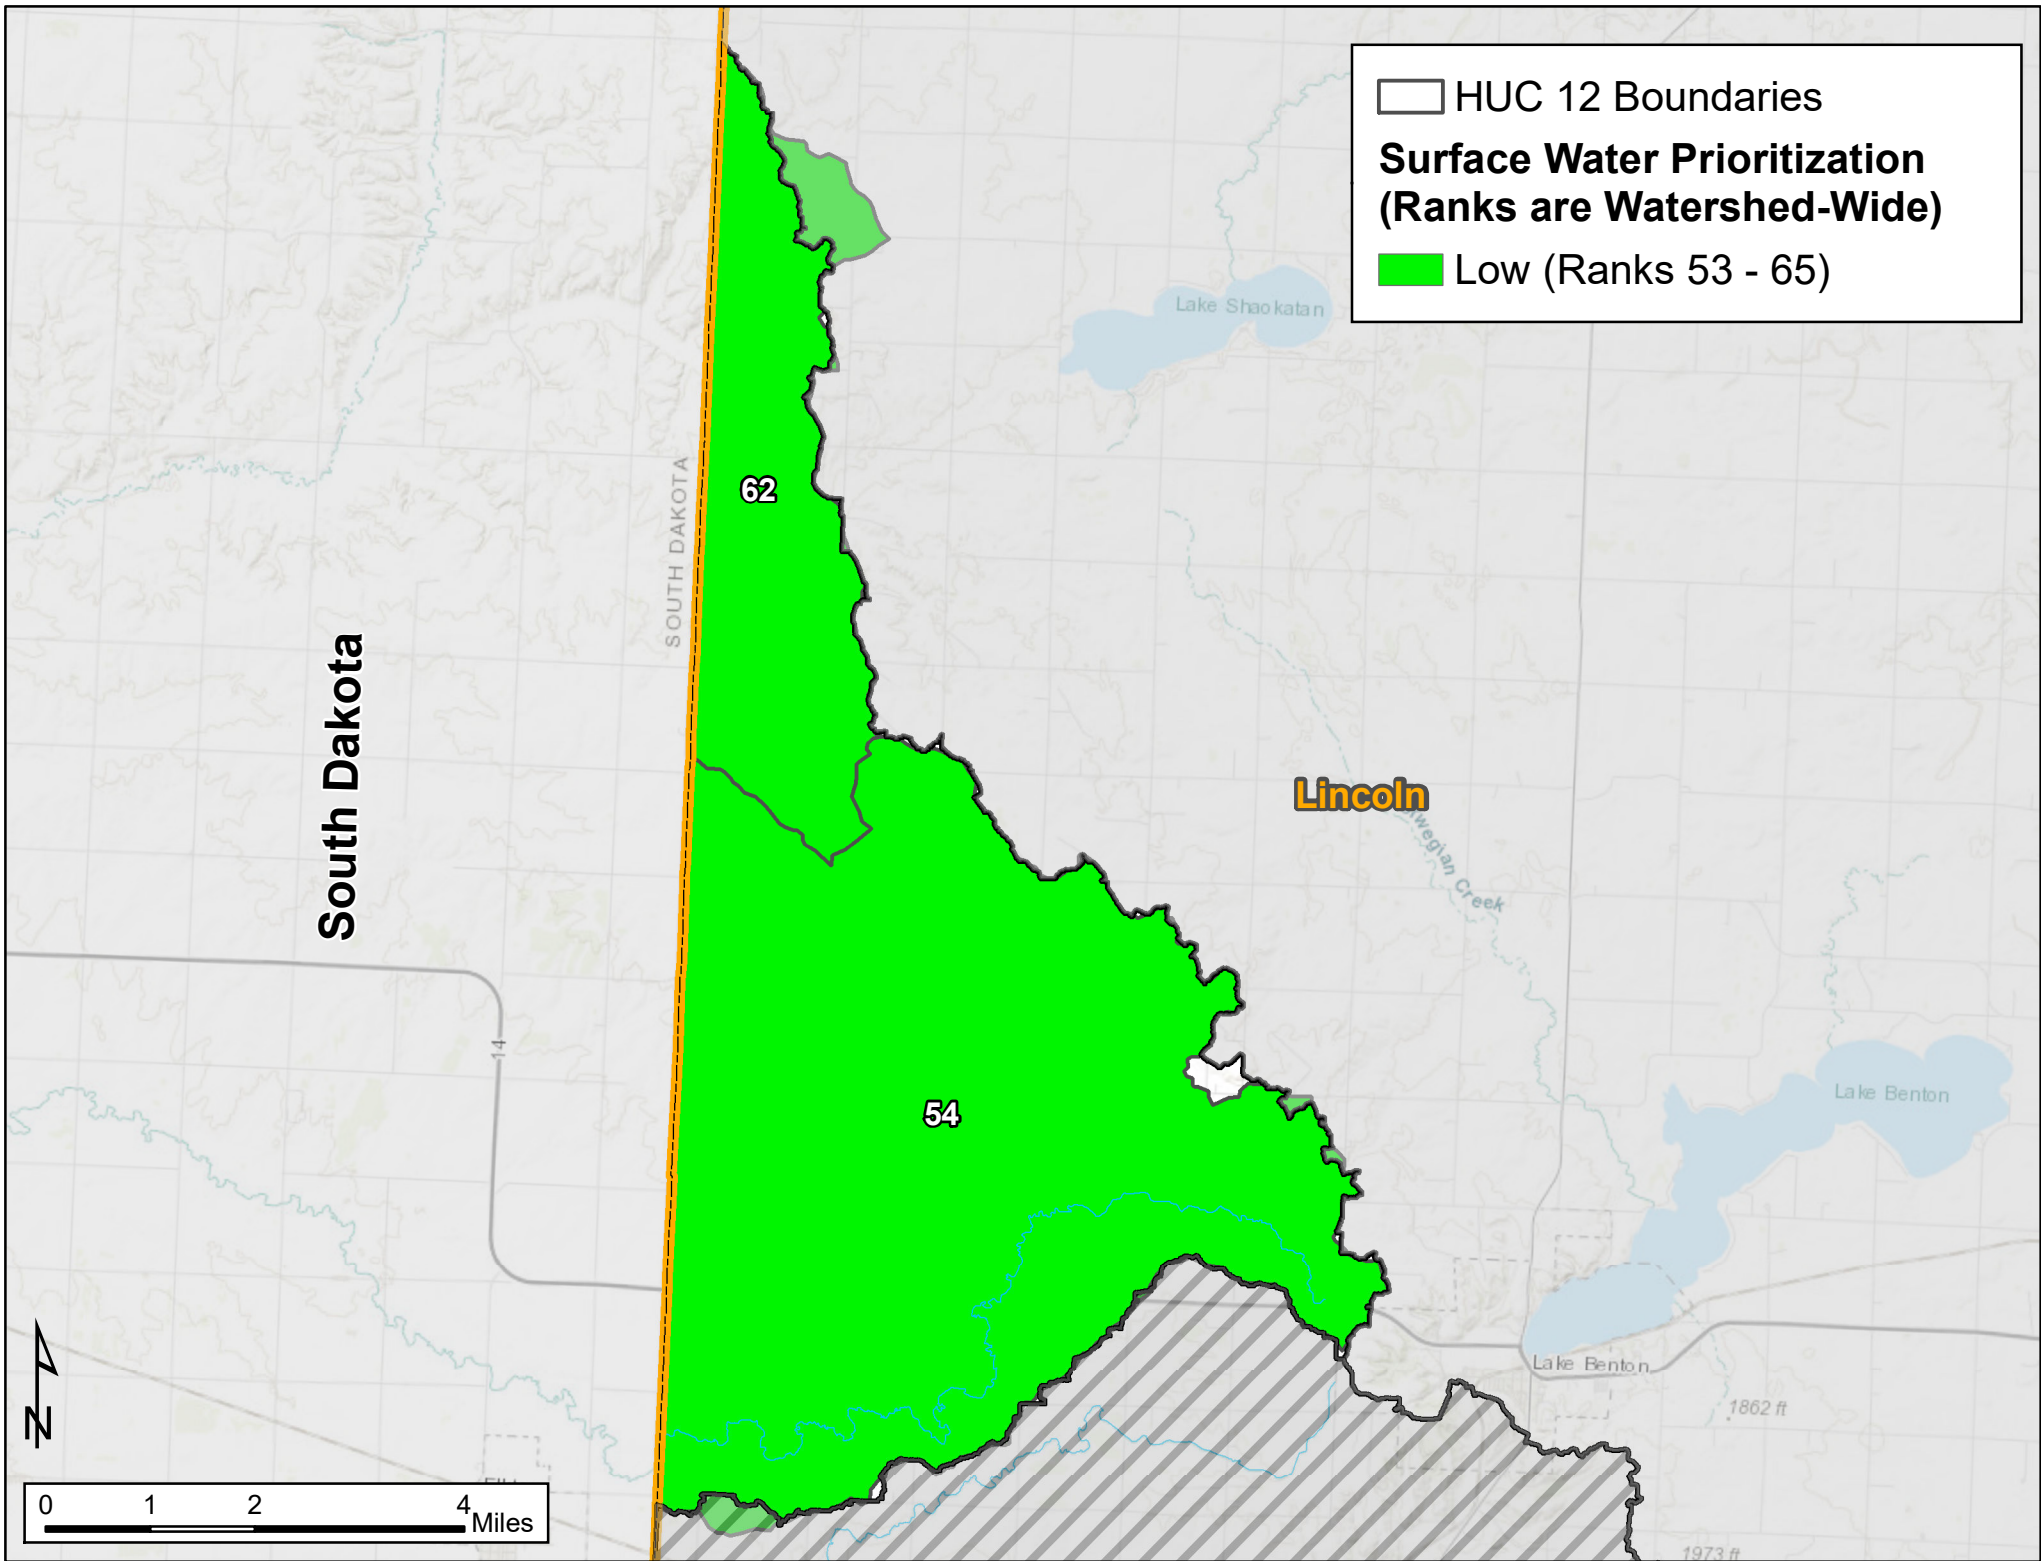 HUC 12 Boundaries
Surface Water Prioritization
(Ranks are Watershed-Wide)
Low (Ranks 53 - 65)
Lake Shaokatan
62
SOUTH DAKOTA
South Dakota
Lincoln
Creek
14
54
Lake Benton
Lake Benton
1862 ft
N
0 1 2 4
Miles
1973 ft